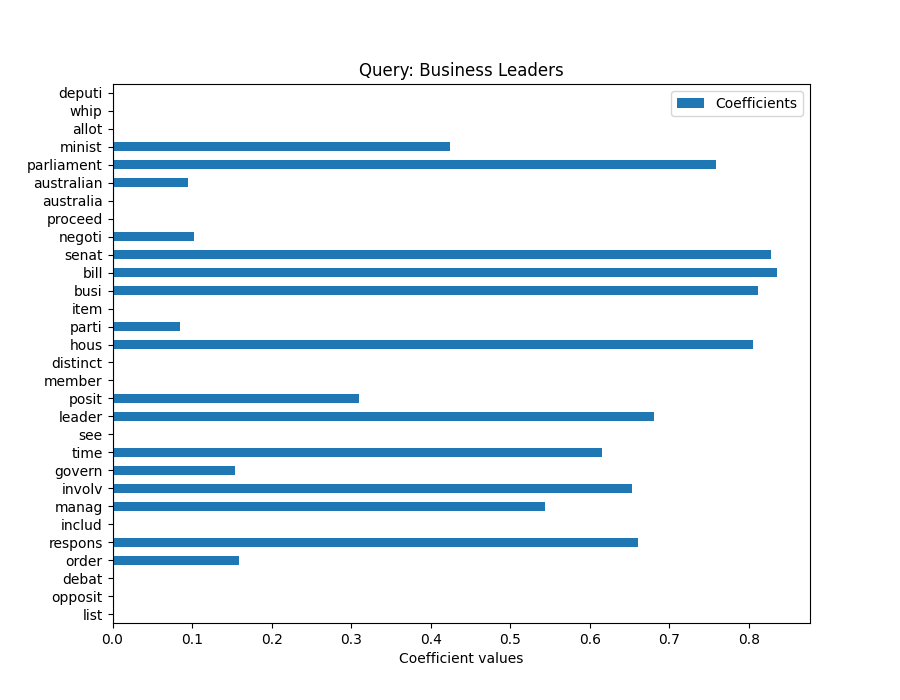 Query: Business Leaders
Coefficients
deputi
whip
allot
minist
parliament
australian
australia
proceed
negoti
senat
bill
busi
item
parti
hous
distinct
member
posit
leader
see
time
govern
involv
manag
includ
respons
order
debat
opposit
list
0.0 0.1 0.2 0.3 0.4 0.5 0.6 0.7 0.8
Coefficient values